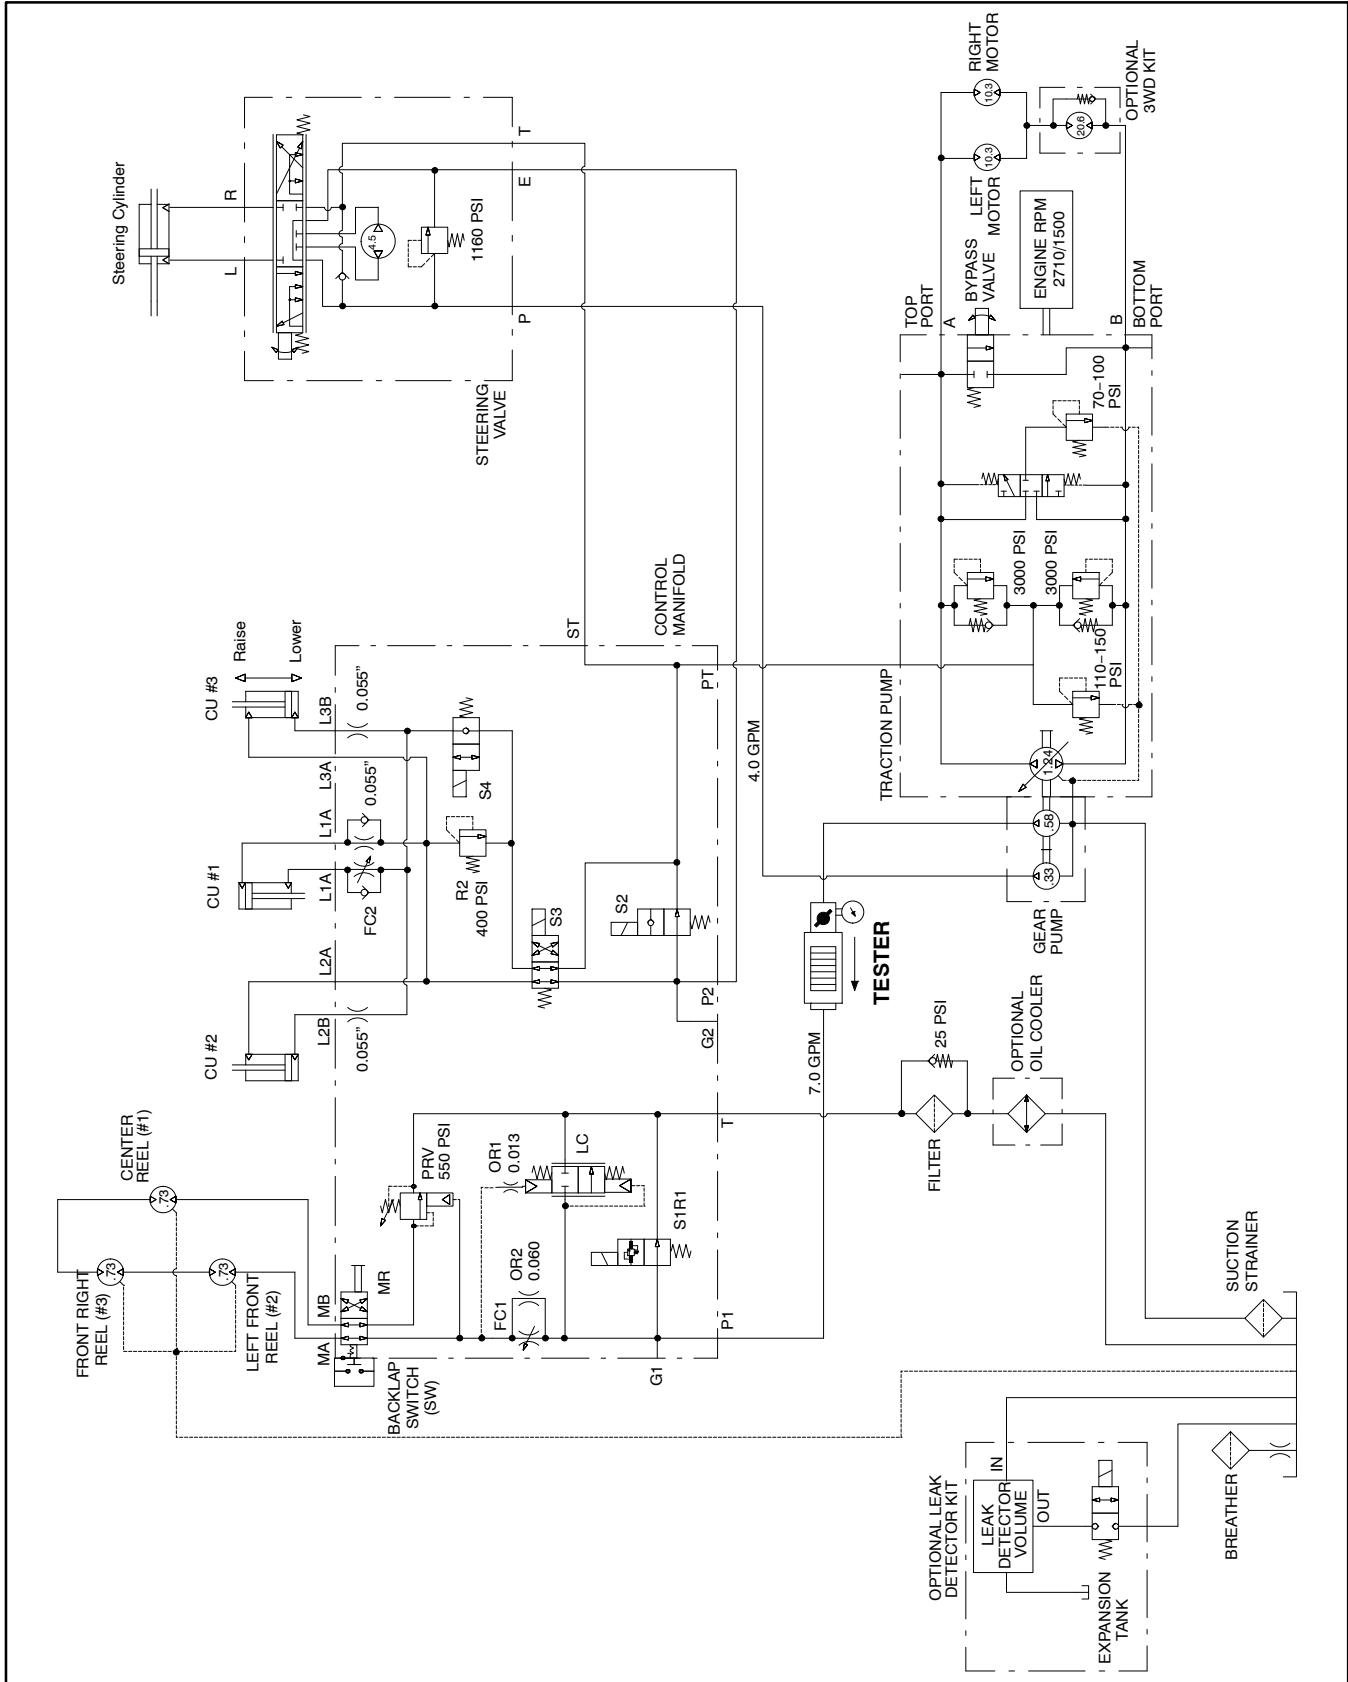 Steering Cylinder
L
R
STEERING
VALVE
4.5
1160 PSI
P
E
T
CU #2
CU #1
CU #3
Raise
Lower
L2B
L2A
L1A
L1A
L3A
L3B
0.055"
FC2
0.055"
0.055"
R2
400 PSI
S4
S3
S2
G2
P2
PT
ST
CONTROL
MANIFOLD
FRONT RIGHT
REEL (#3)
.73
LEFT FRONT
REEL (#2)
.73
CENTER
REEL (#1)
.73
MA
MB
MR
BACKLAP
SWITCH
(SW)
PRV
550 PSI
FC1
OR2
0.060
OR1
0.013
LC
S1R1
G1
P1
T
7.0 GPM
4.0 GPM
TESTER
GEAR
PUMP
.33
.58
TRACTION PUMP
1.24
110–150
PSI
3000 PSI
3000 PSI
70–100
PSI
TOP
PORT
A
B
BOTTOM
PORT
BYPASS
VALVE
LEFT
MOTOR
10.3
RIGHT
MOTOR
10.3
20.6
OPTIONAL
3WD KIT
ENGINE RPM
2710/1500
FILTER
25 PSI
OPTIONAL
OIL COOLER
SUCTION
STRAINER
BREATHER
OPTIONAL LEAK
DETECTOR KIT
LEAK
DETECTOR
VOLUME
IN
OUT
EXPANSION
TANK